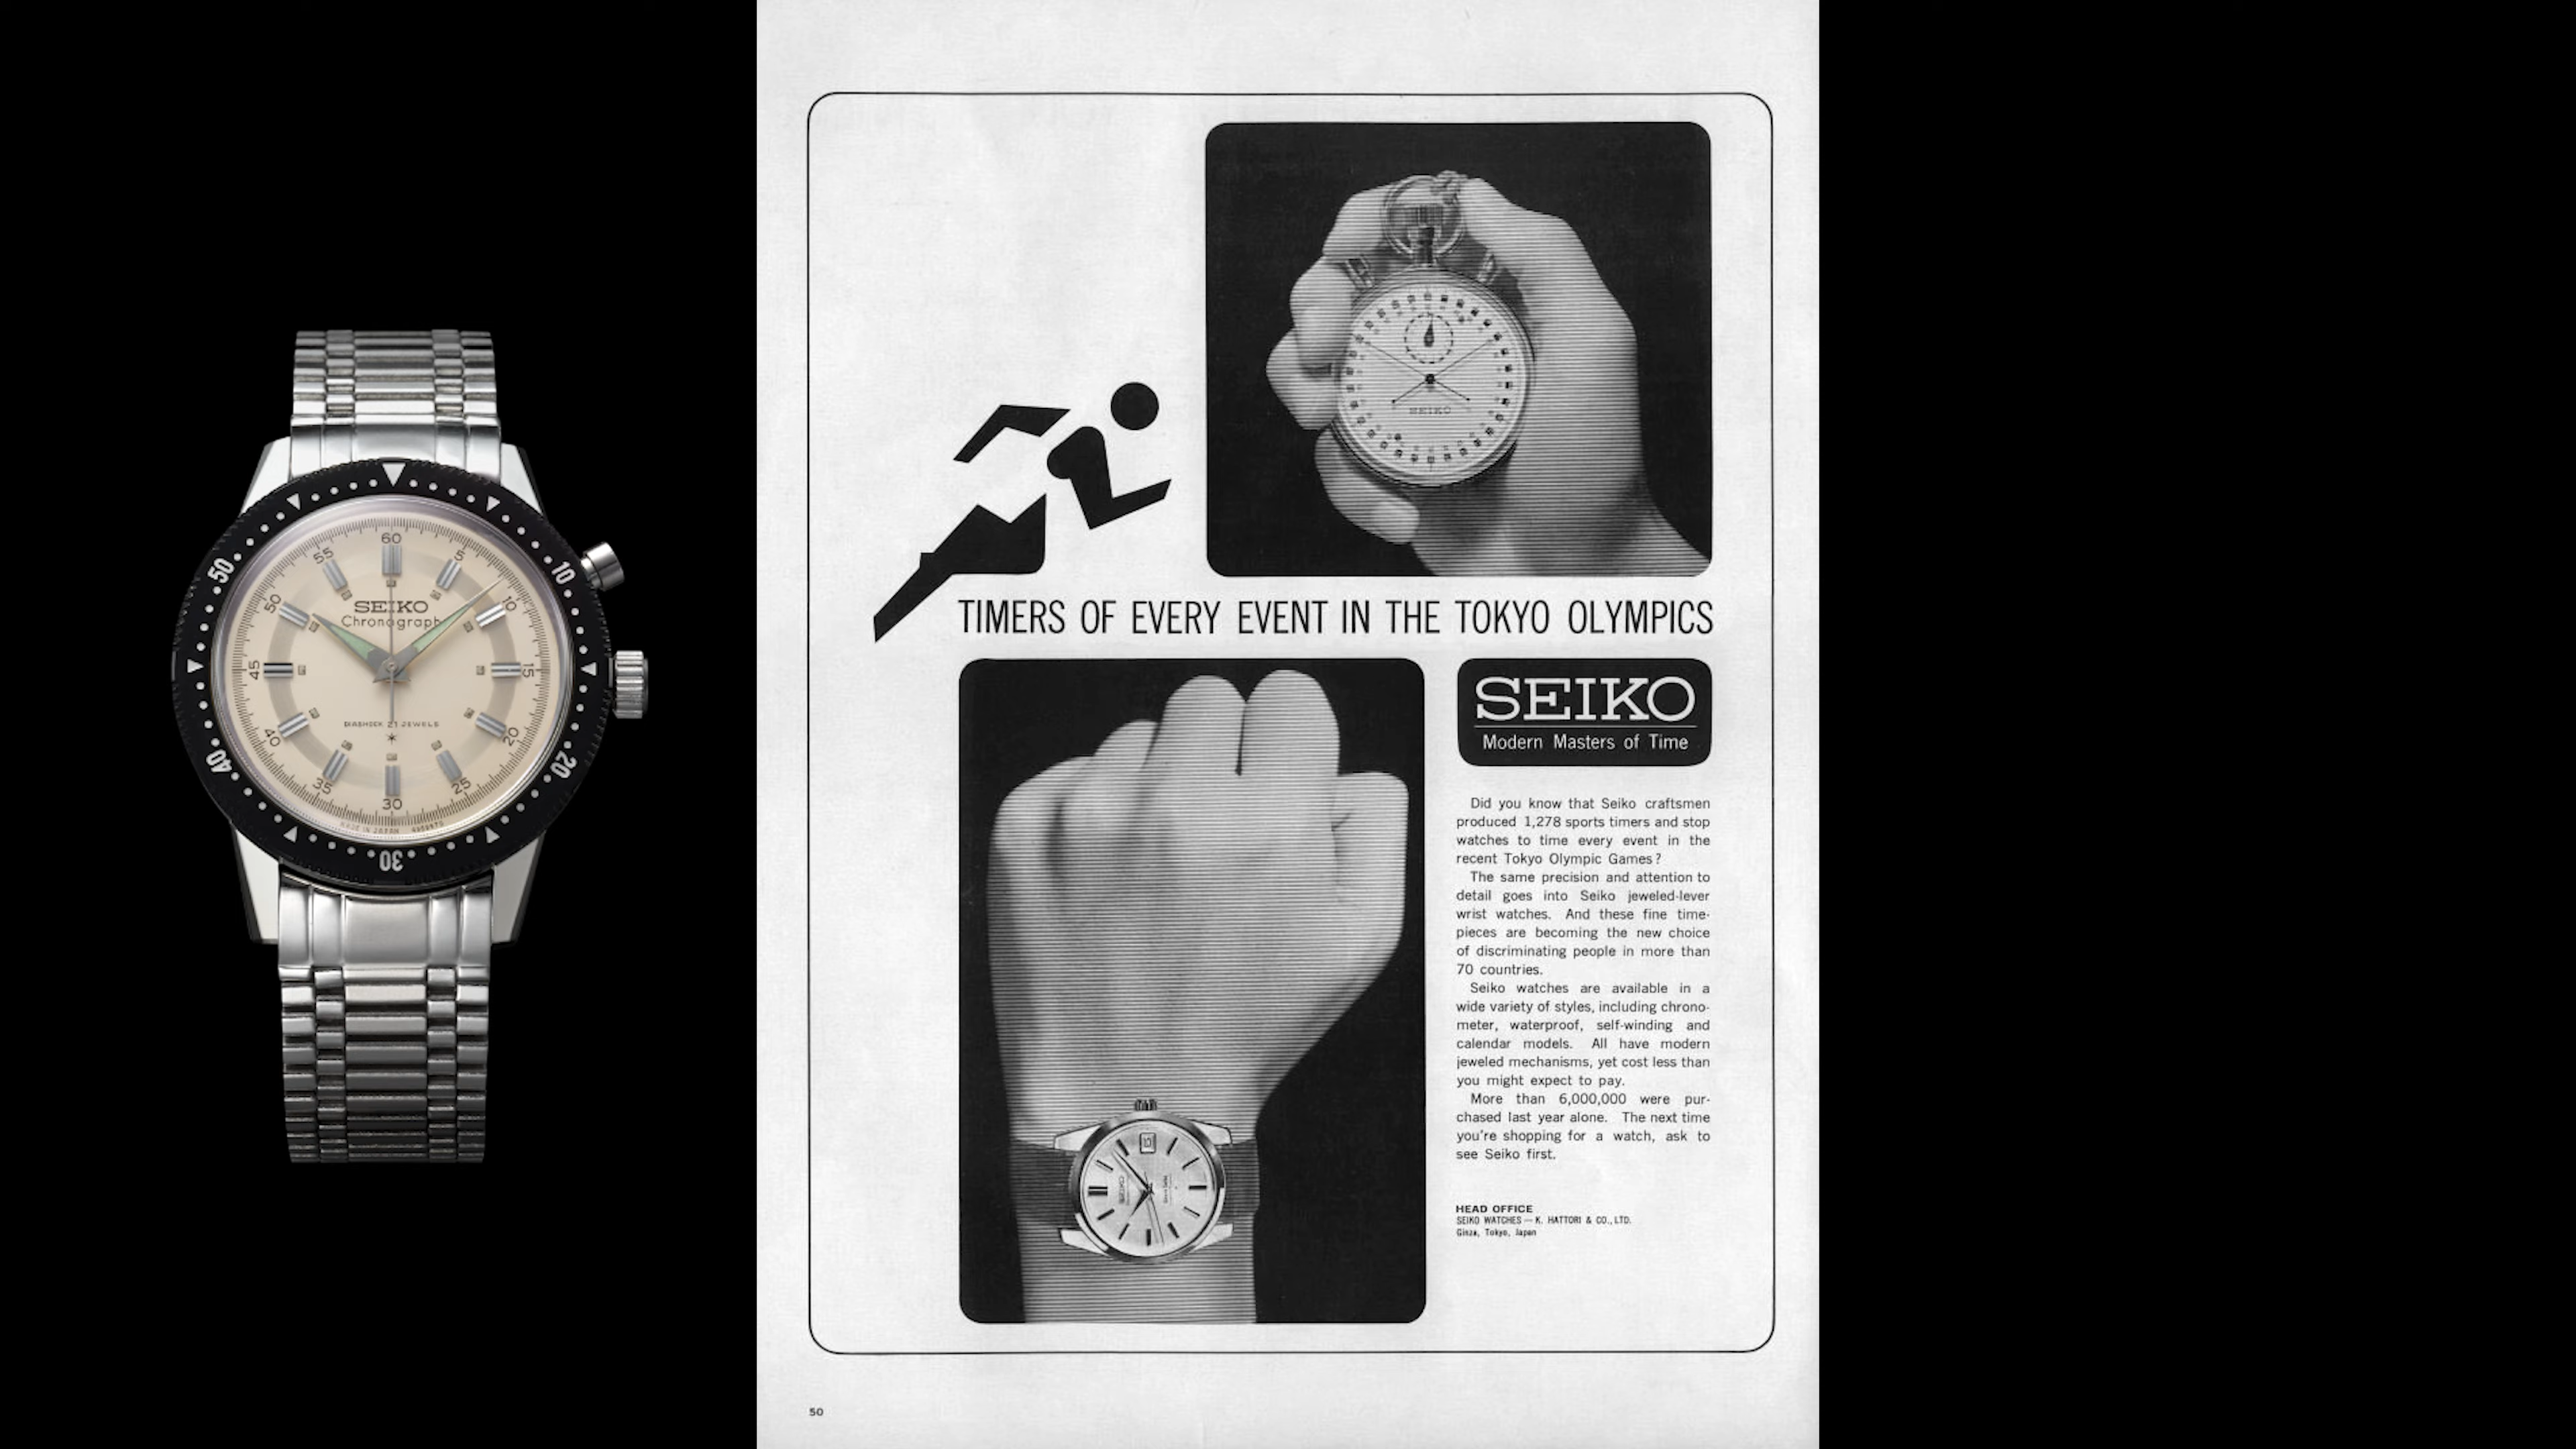 60
5
10
15
20
25
30
35
40
45
50
55
10
20
30
40
50
SEIKO
Chronograph
DIASHOCK 21 JEWELS
MADE IN JAPAN
SEIKO
TIMERS OF EVERY EVENT IN THE TOKYO OLYMPICS
SEIKO
Modern Masters of Time
Did you know that Seiko craftsmen
produced 1,278 sports timers and stop
watches to time every event in the
recent Tokyo Olympic Games?
The same precision and attention to
detail goes into Seiko jeweled-lever
wrist watches. And these fine time-
pieces are becoming the new choice
of discriminating people in more than
70 countries.
Seiko watches are available in a
wide variety of styles, including chrono-
meter, waterproof, self-winding and
calendar models. All have modern
jeweled mechanisms, yet cost less than
you might expect to pay.
More than 6,000,000 were pur-
chased last year alone. The next time
you're shopping for a watch, ask to
see Seiko first.
HEAD OFFICE
SEIKO WATCHES — K. HATTORI & CO., LTD.
Ginza, Tokyo, Japan
50